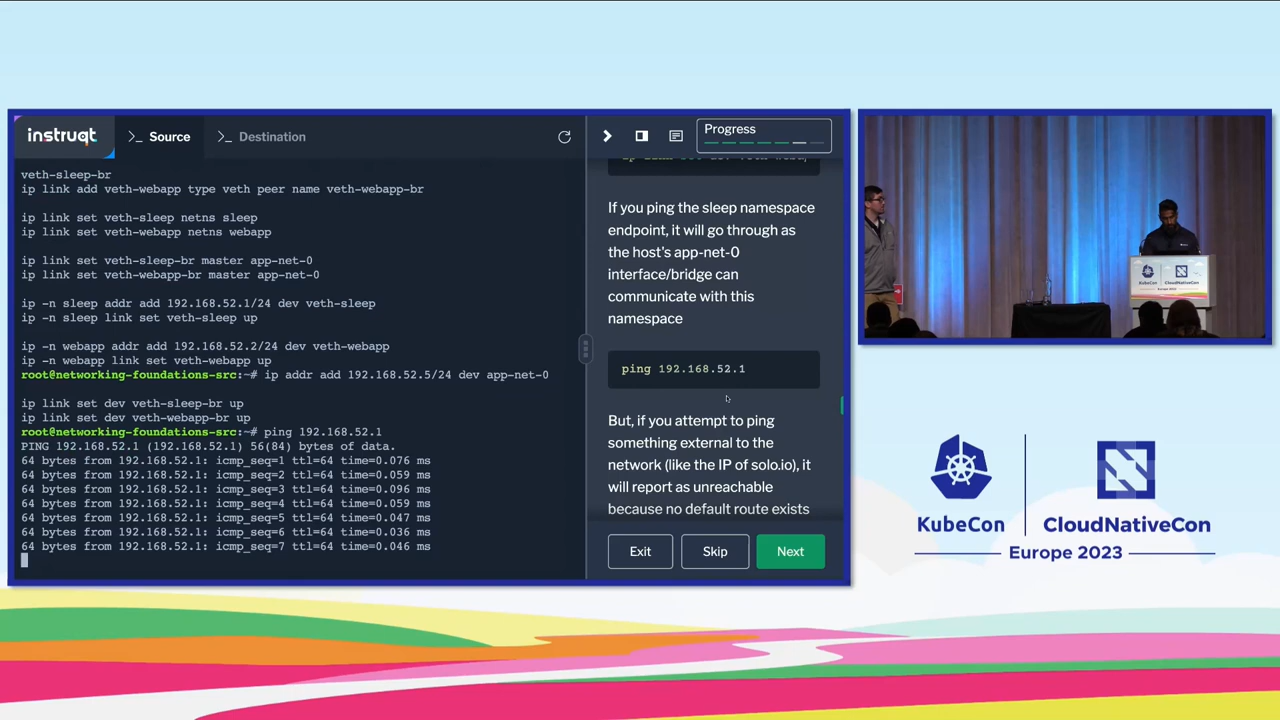 instruqt
>_ Source
>_ Destination
Progress
veth-sleep-br
ip link add veth-webapp type veth peer name veth-webapp-br
ip link set veth-sleep netns sleep
ip link set veth-webapp netns webapp
ip link set veth-sleep-br master app-net-0
ip link set veth-webapp-br master app-net-0
ip -n sleep addr add 192.168.52.1/24 dev veth-sleep
ip -n sleep link set veth-sleep up
ip -n webapp addr add 192.168.52.2/24 dev veth-webapp
ip -n webapp link set veth-webapp up
root@networking-foundations-src:~# ip addr add 192.168.52.5/24 dev app-net-0
ip link set dev veth-sleep-br up
ip link set dev veth-webapp-br up
root@networking-foundations-src:~# ping 192.168.52.1
PING 192.168.52.1 (192.168.52.1) 56(84) bytes of data.
64 bytes from 192.168.52.1: icmp_seq=1 ttl=64 time=0.076 ms
64 bytes from 192.168.52.1: icmp_seq=2 ttl=64 time=0.059 ms
64 bytes from 192.168.52.1: icmp_seq=3 ttl=64 time=0.096 ms
64 bytes from 192.168.52.1: icmp_seq=4 ttl=64 time=0.059 ms
64 bytes from 192.168.52.1: icmp_seq=5 ttl=64 time=0.047 ms
64 bytes from 192.168.52.1: icmp_seq=6 ttl=64 time=0.036 ms
64 bytes from 192.168.52.1: icmp_seq=7 ttl=64 time=0.046 ms
If you ping the sleep namespace
endpoint, it will go through as
the host's app-net-0
interface/bridge can
communicate with this
namespace
ping 192.168.52.1
But, if you attempt to ping
something external to the
network (like the IP of solo.io), it
will report as unreachable
because no default route exists
Exit
Skip
Next
KubeCon
CloudNativeCon
Europe 2023
KubeCon
CloudNativeCon
Europe 2023